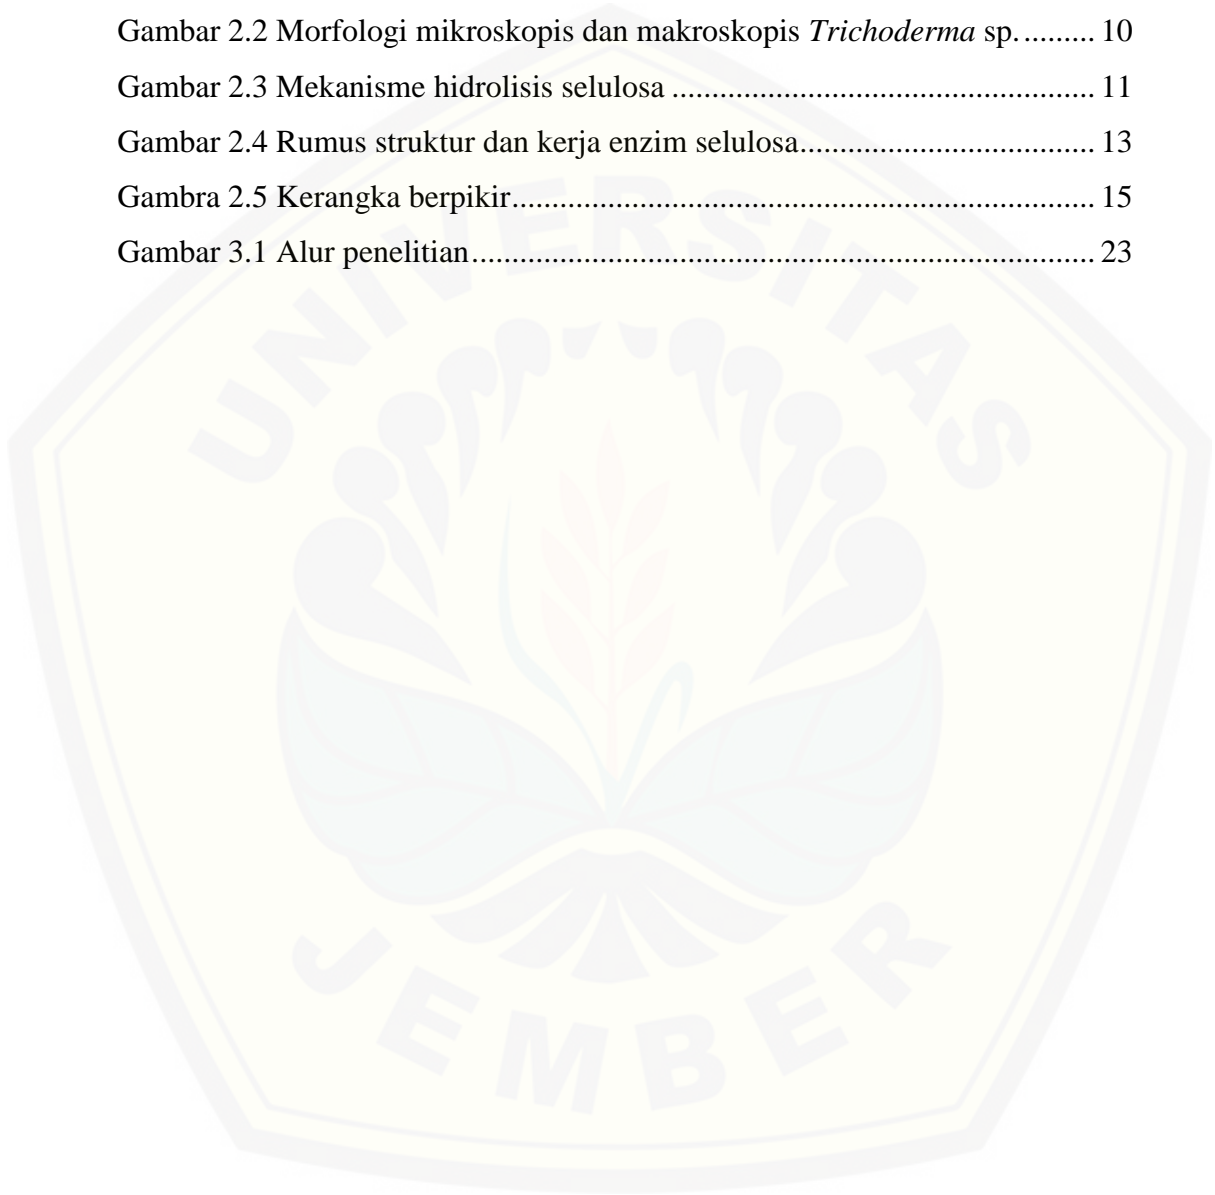 Gambar 2.2 Morfologi mikroskopis dan makroskopis Trichoderma sp. ......... 10
Gambar 2.3 Mekanisme hidrolisis selulosa ..................................................... 11
Gambar 2.4 Rumus struktur dan kerja enzim selulosa..................................... 13
Gambra 2.5 Kerangka berpikir......................................................................... 15
Gambar 3.1 Alur penelitian.............................................................................. 23
UNIVERSITAS
JEMBER